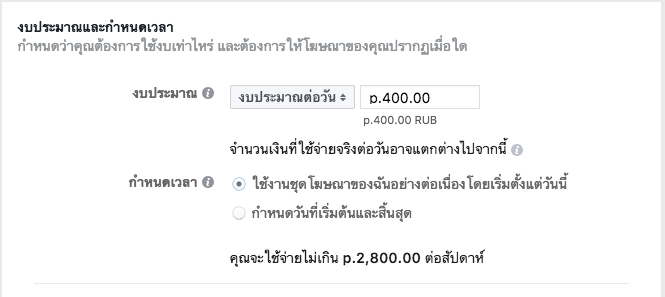 งบประมาณและกำหนดเวลา
กำหนดว่าคุณต้องการใช้งบเท่าไหร่ และต้องการให้โฆษณาของคุณปรากฏเมื่อใด
งบประมาณ งบประมาณต่อวัน p.400.00
p.400.00 RUB
จำนวนเงินที่ใช้จ่ายจริงต่อวันอาจแตกต่างไปจากนี้
กำหนดเวลา ใช้งานชุดโฆษณาของฉันอย่างต่อเนื่องโดยเริ่มตั้งแต่วันนี้
กำหนดวันที่เริ่มต้นและสิ้นสุด
คุณจะใช้จ่ายไม่เกิน p.2,800.00 ต่อสัปดาห์